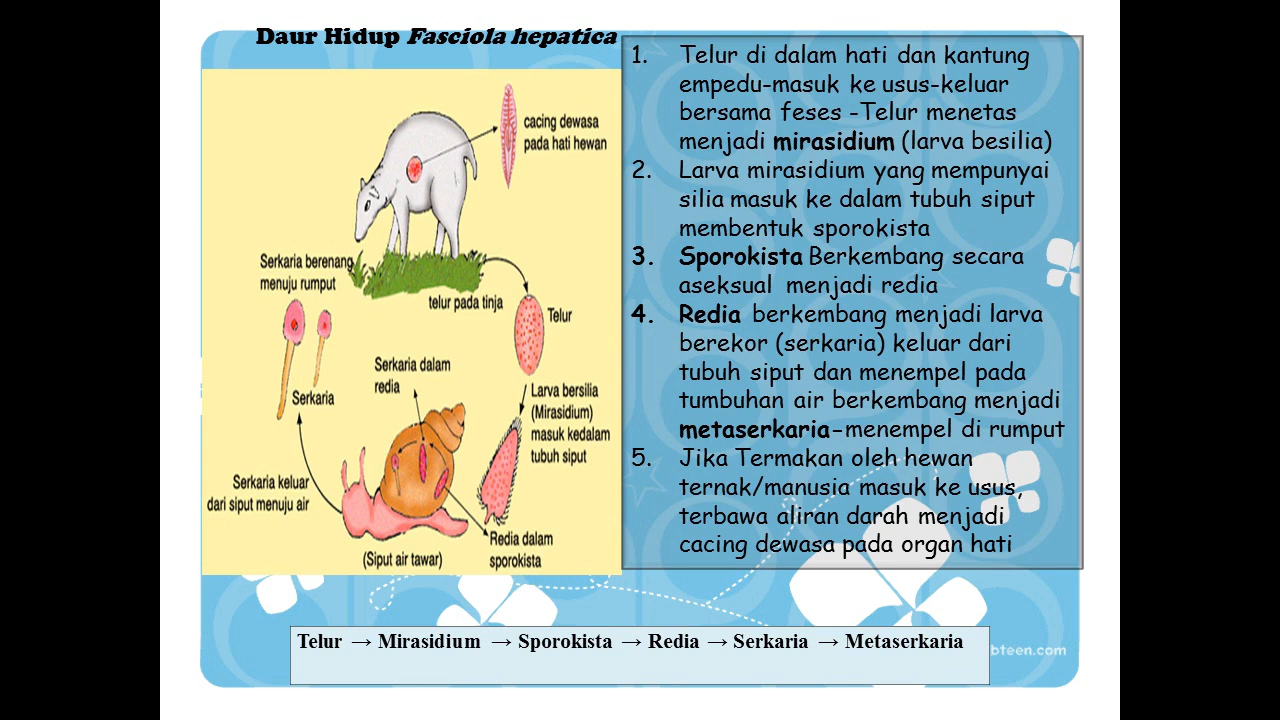 Daur Hidup Fasciola hepatica
cacing dewasa
pada hati hewan
Serkaria berenang
menuju rumput
telur pada tinja
Telur
Serkaria dalam
redia
Serkaria
Larva bersilia
(Mirasidium)
masuk kedalam
tubuh siput
Serkaria keluar
dari siput menuju air
Redia dalam
sporokista
(Siput air tawar)
1. Telur di dalam hati dan kantung
empedu-masuk ke usus-keluar
bersama feses -Telur menetas
menjadi mirasidium (larva besilia)
2. Larva mirasidium yang mempunyai
silia masuk ke dalam tubuh siput
membentuk sporokista
3. Sporokista Berkembang secara
aseksual menjadi redia
4. Redia berkembang menjadi larva
berekor (serkaria) keluar dari
tubuh siput dan menempel pada
tumbuhan air berkembang menjadi
metaserkaria-menempel di rumput
5. Jika Termakan oleh hewan
ternak/manusia masuk ke usus,
terbawa aliran darah menjadi
cacing dewasa pada organ hati
Telur → Mirasidium → Sporokista → Redia → Serkaria → Metaserkaria
bteen.com